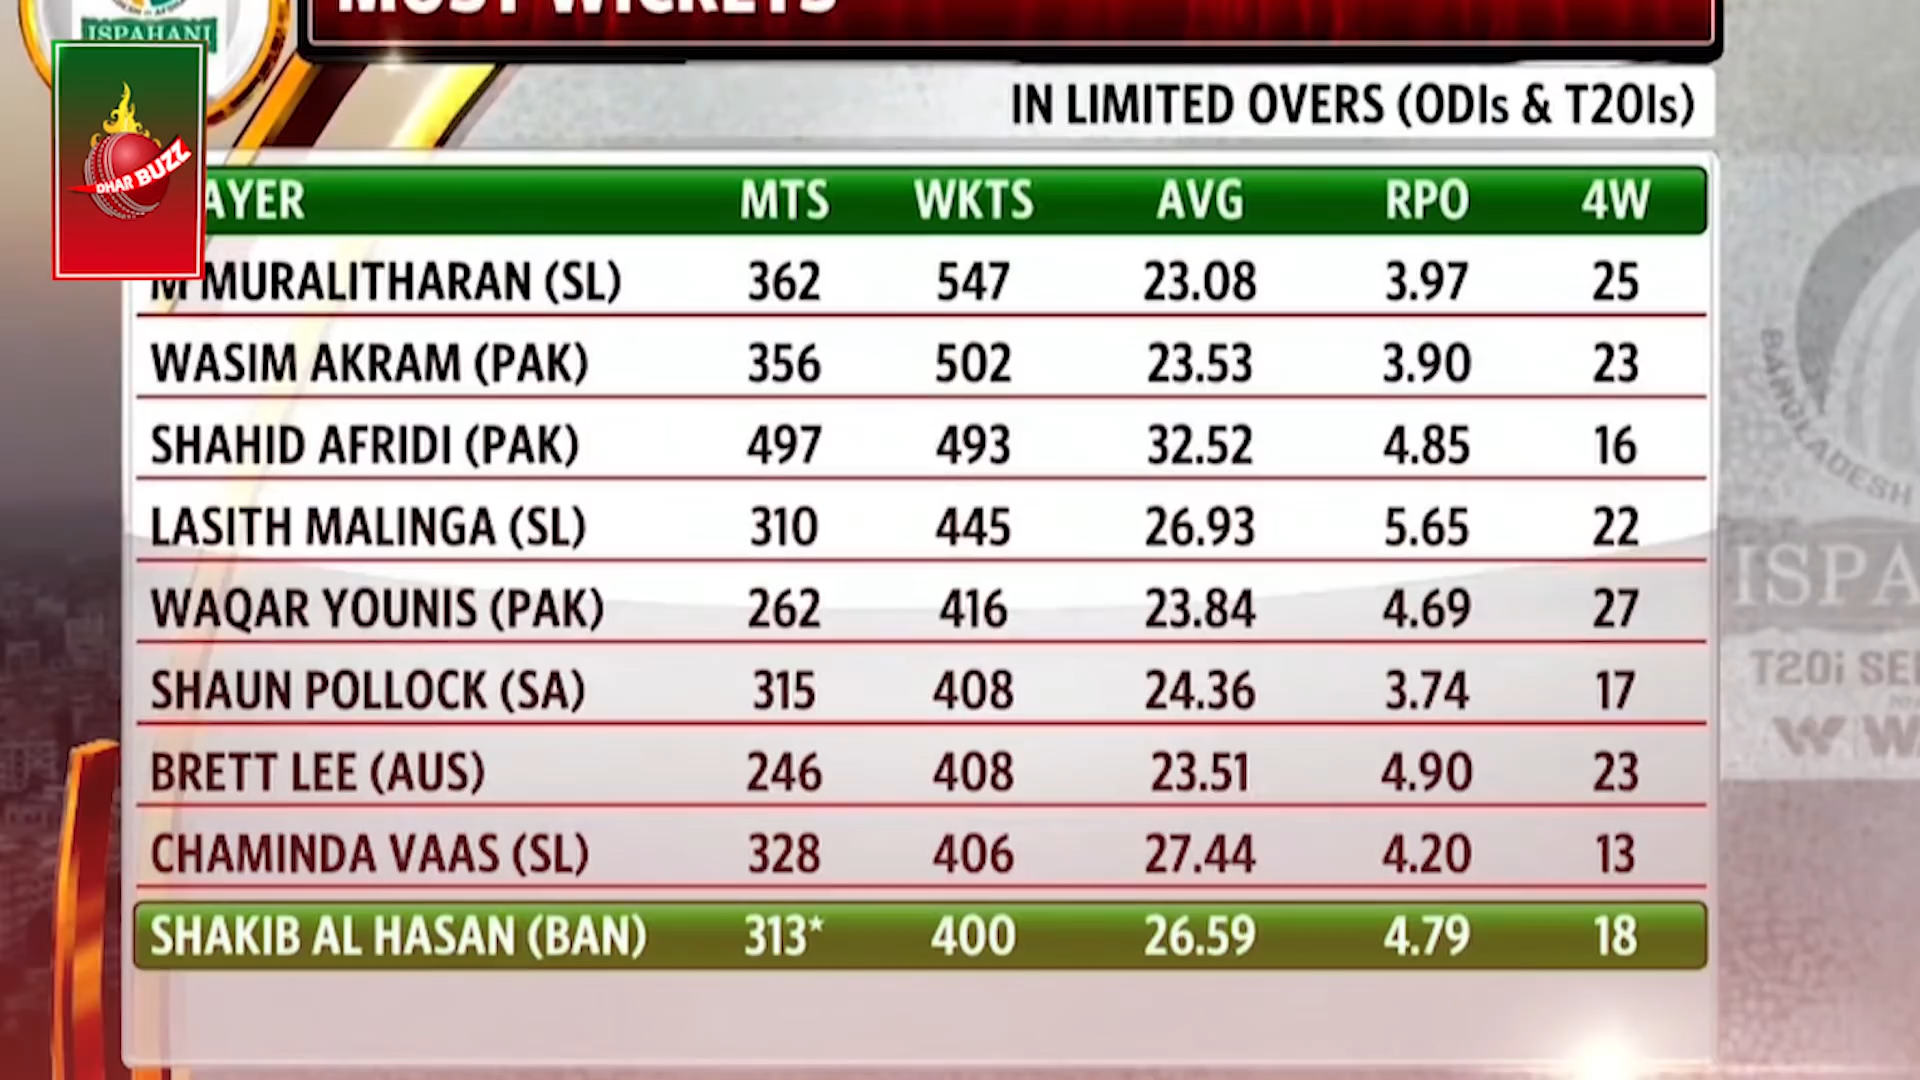 MOST WICKETS
ISPAHANI
IN LIMITED OVERS (ODIs & T20Is)
DHAR BUZZ
AYER MTS WKTS AVG RPO 4W
M MURALITHARAN (SL) 362 547 23.08 3.97 25
WASIM AKRAM (PAK) 356 502 23.53 3.90 23
SHAHID AFRIDI (PAK) 497 493 32.52 4.85 16
LASITH MALINGA (SL) 310 445 26.93 5.65 22
WAQAR YOUNIS (PAK) 262 416 23.84 4.69 27
SHAUN POLLOCK (SA) 315 408 24.36 3.74 17
BRETT LEE (AUS) 246 408 23.51 4.90 23
CHAMINDA VAAS (SL) 328 406 27.44 4.20 13
SHAKIB AL HASAN (BAN) 313* 400 26.59 4.79 18
BANGLADESH
ISPA
T20i SE
W W